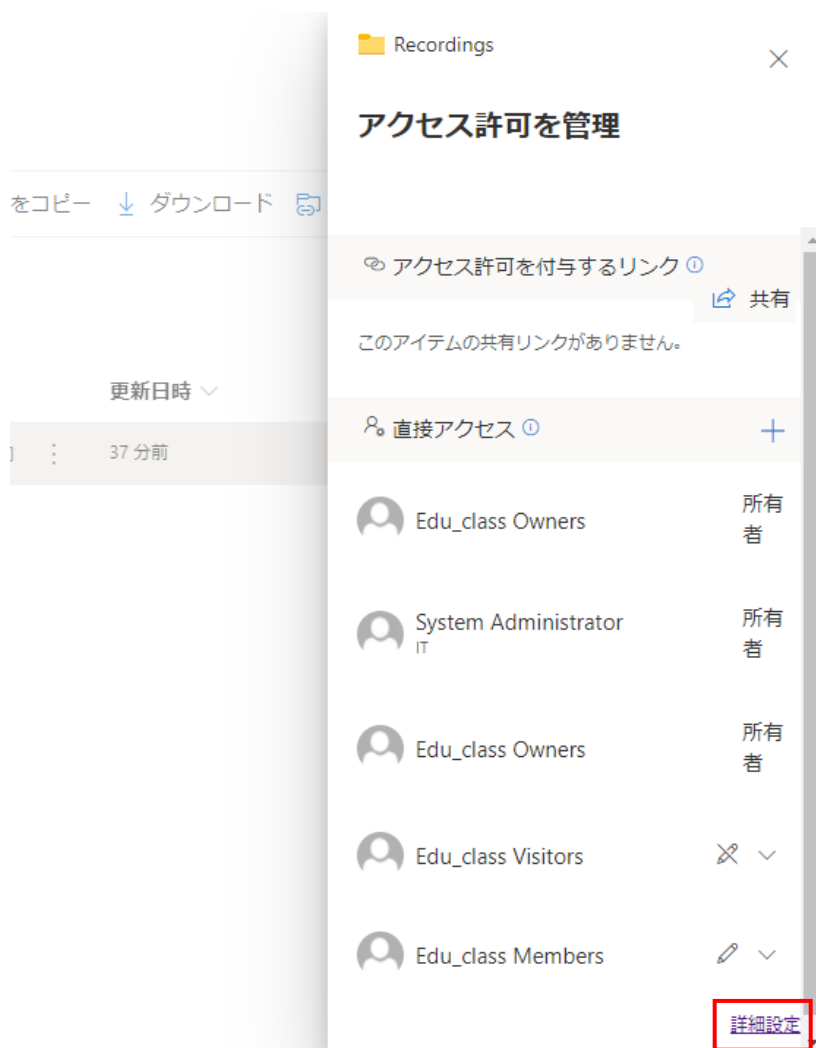 Recordings
アクセス許可を管理
をコピー ダウンロード
アクセス許可を付与するリンク
共有
このアイテムの共有リンクがありません。
更新日時
直接アクセス
37 分前
Edu_class Owners
所有
者
System Administrator
IT
所有
者
Edu_class Owners
所有
者
Edu_class Visitors
Edu_class Members
詳細設定